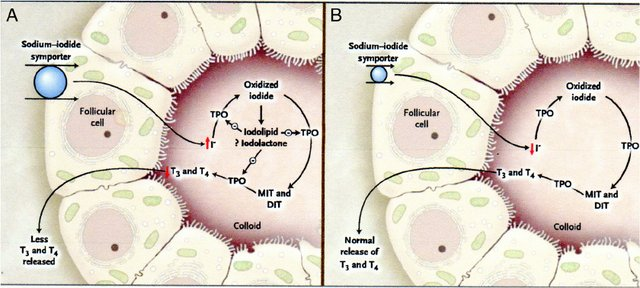 A
Sodium–iodide
symporter
Follicular
cell
Oxidized
iodide
TPO
Iodolipid
? Iodolactone
TPO
I-
T3 and T4
TPO
MIT and
DIT
Colloid
Less
T3 and T4
released
B
Sodium–iodide
symporter
Follicular
cell
Oxidized
iodide
TPO
I-
TPO
T3 and T4
TPO
MIT and
DIT
Colloid
Normal
release of
T3 and T4